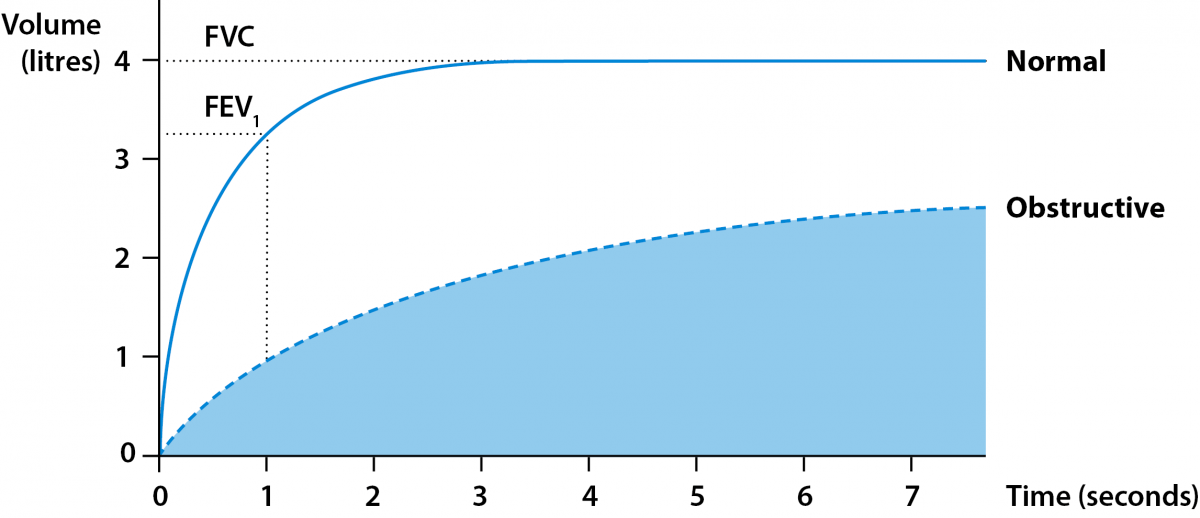 Volume
(litres)
FVC
4
Normal
FEV1
3
Obstructive
2
1
0
0 1 2 3 4 5 6 7 Time (seconds)